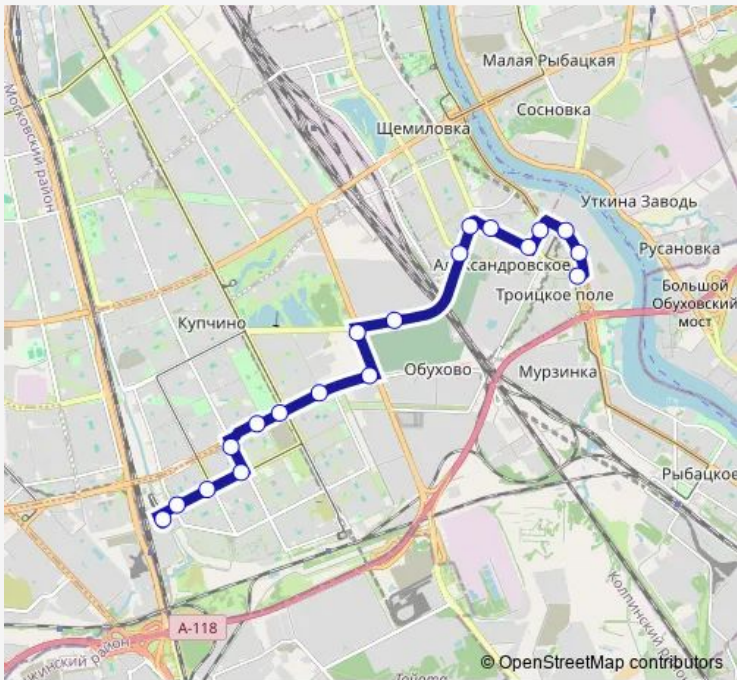 Малая Рыбацкая
Сосновка
Московский район
Щемиловка
Уткина Заводь
Русановка
Александровское
Большой
Обуховский
мост
Троицкое поле
Купчино
Обухово
Мурзинка
Рыбацкое
Колпинский район
А-118
© OpenStreetMap contributors